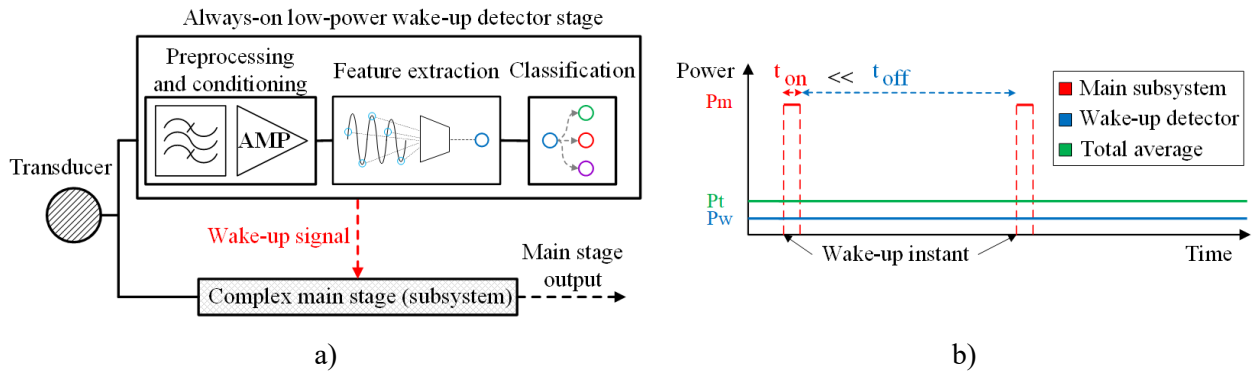 Always-on low-power wake-up detector stage
Preprocessing
and conditioning
Feature extraction
Classification
AMP
Transducer
Wake-up signal
Main stage
output
Complex main stage (subsystem)
a)
Power
t on << t off
Pm
Main subsystem
Wake-up detector
Total average
Pt
Pw
Wake-up instant
Time
b)